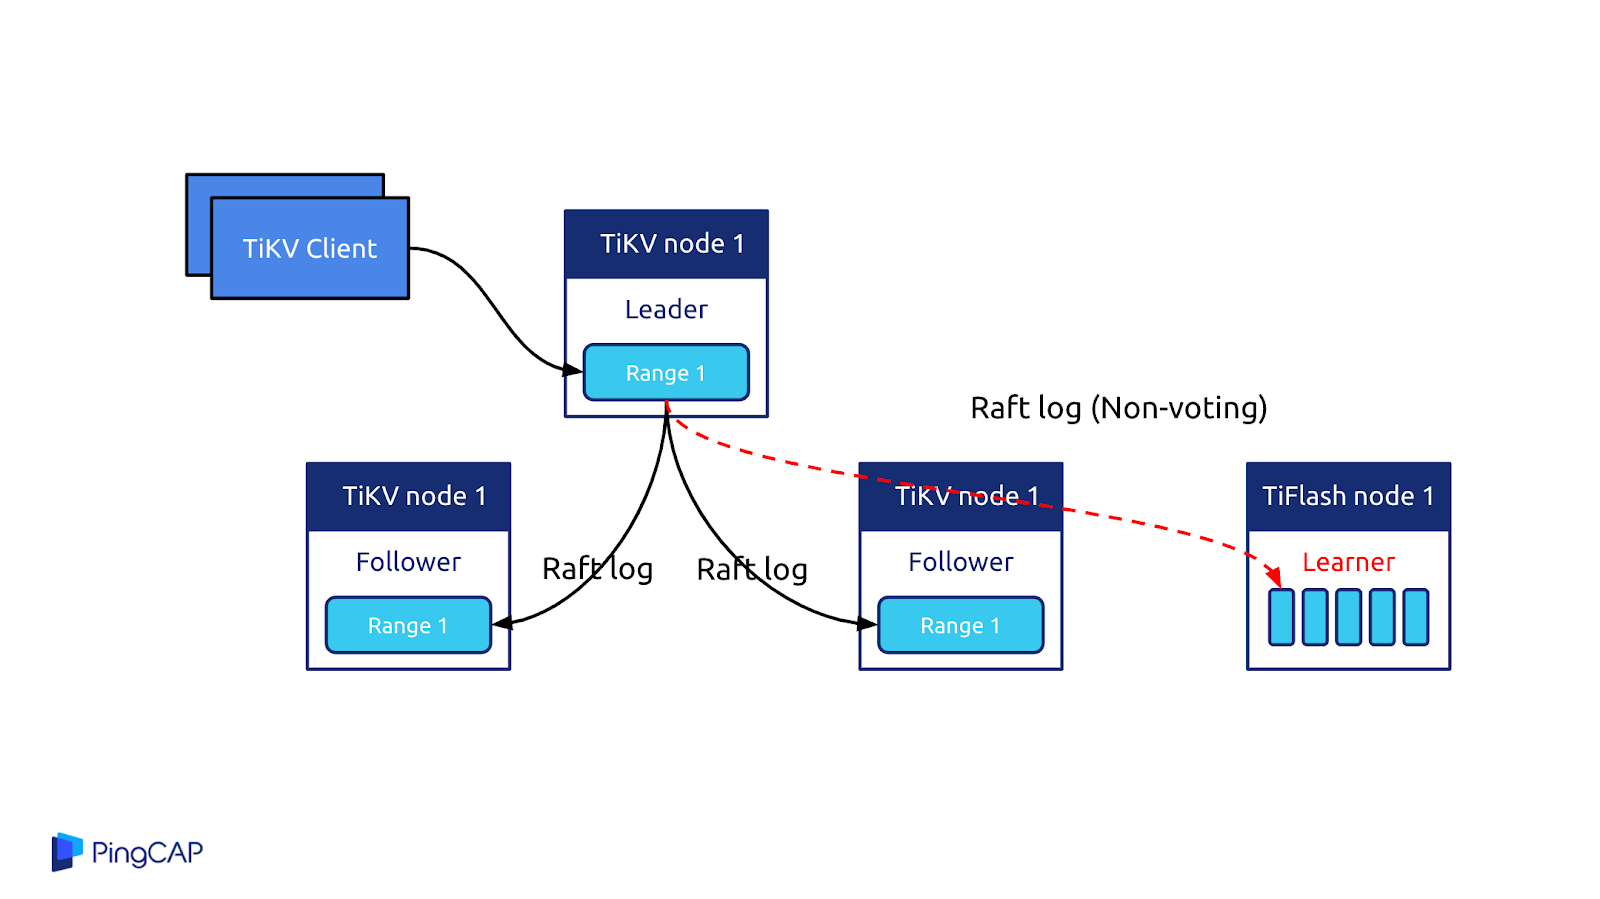 TiKV Client
TiKV node 1
Leader
Range 1
Raft log (Non-voting)
TiKV node 1
Follower
Range 1
Raft log
Raft log
TiKV node 1
Follower
Range 1
TiFlash node 1
Learner
PingCAP